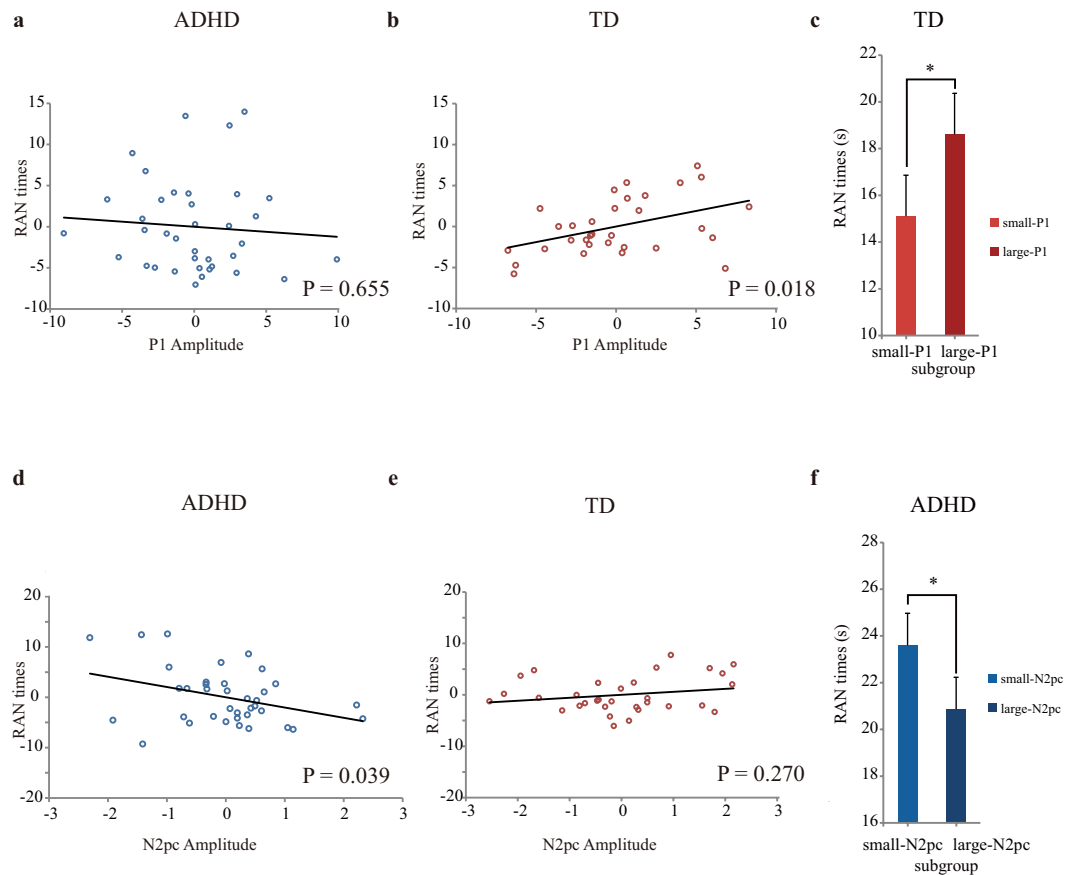 a ADHD
RAN times
15
10
5
0
-5
-10
-10 -5 0 5 10
P = 0.655
P1 Amplitude
b TD
RAN times
15
10
5
0
-5
-10
-10 -5 0 5 10
P = 0.018
P1 Amplitude
c TD
RAN times (s)
22
20
18
16
14
12
10
*
small-P1 large-P1
subgroup
small-P1
large-P1
d ADHD
RAN times
20
10
0
-10
-20
-3 -2 -1 0 1 2 3
P = 0.039
N2pc Amplitude
e TD
RAN times
20
10
0
-10
-20
-3 -2 -1 0 1 2 3
P = 0.270
N2pc Amplitude
f ADHD
RAN times (s)
28
26
24
22
20
18
16
*
small-N2pc large-N2pc
subgroup
small-N2pc
large-N2pc